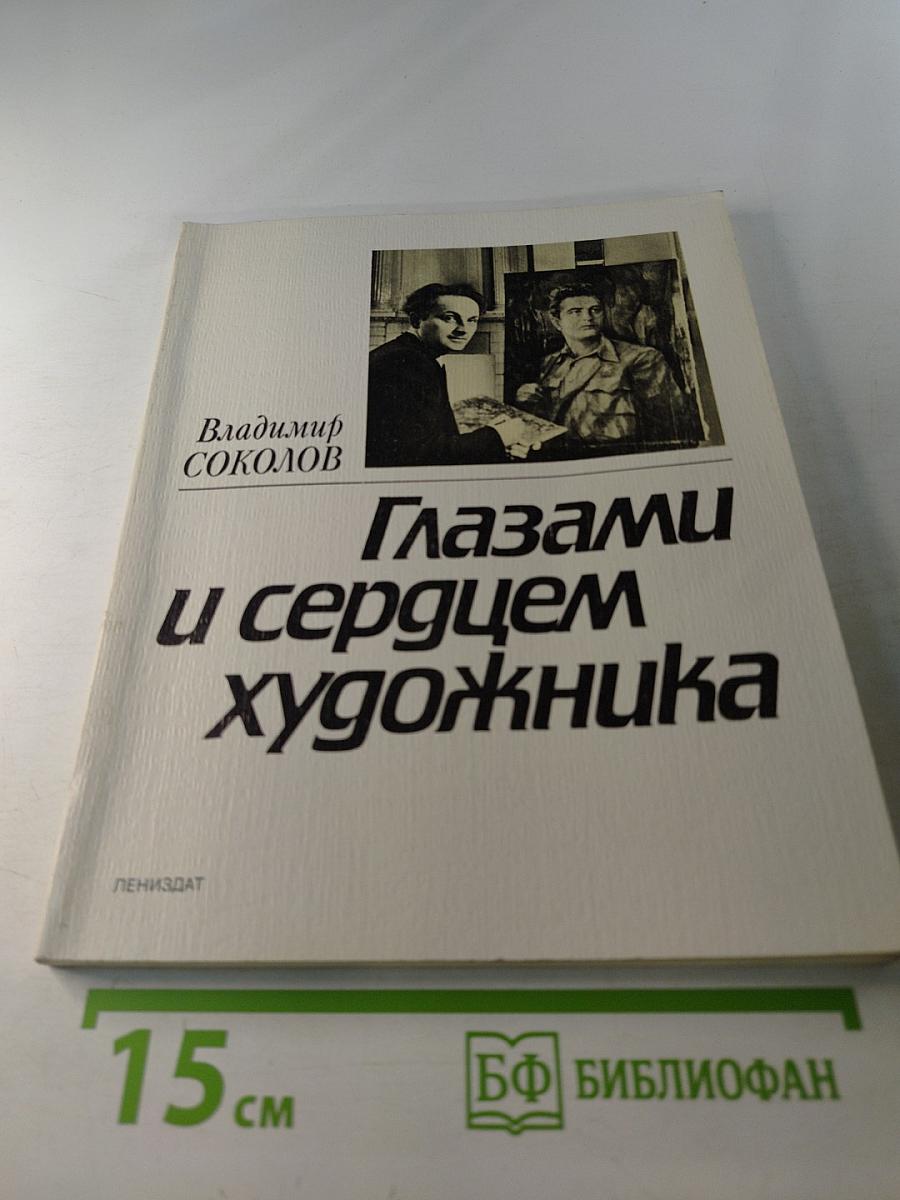 Владимир
СОКОЛОВ
Глазами
и сердцем
художника
ЛЕНИЗДАТ
15 см
БФ БИБЛИОФАН